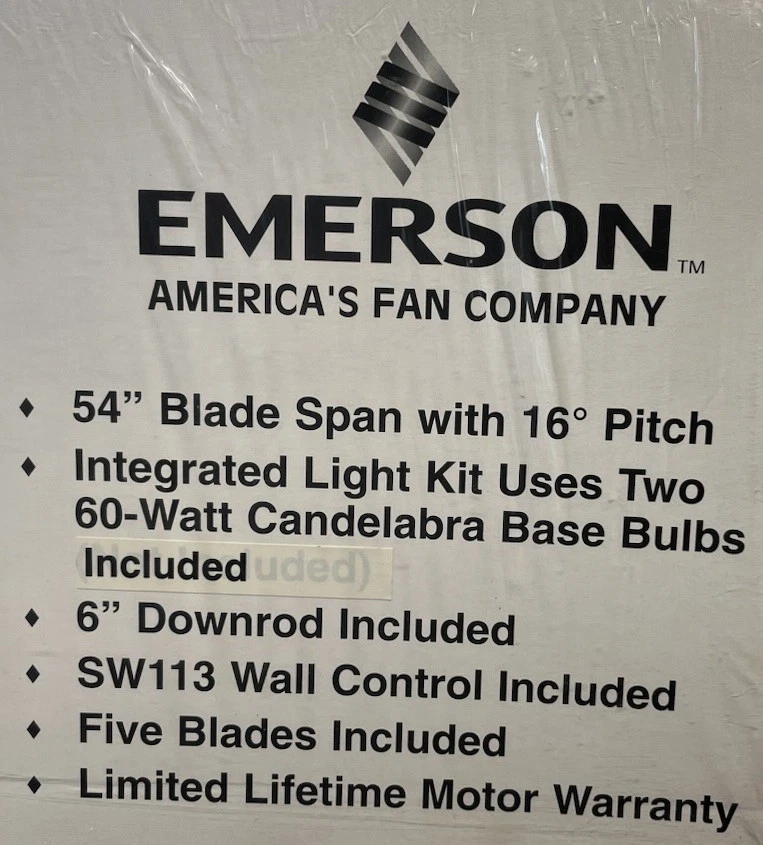 EMERSON™
AMERICA'S FAN COMPANY
♦ 54” Blade Span with 16° Pitch
♦ Integrated Light Kit Uses Two
60-Watt Candelabra Base Bulbs
Included uded)
♦ 6” Downrod Included
♦ SW113 Wall Control Included
♦ Five Blades Included
♦ Limited Lifetime Motor Warranty